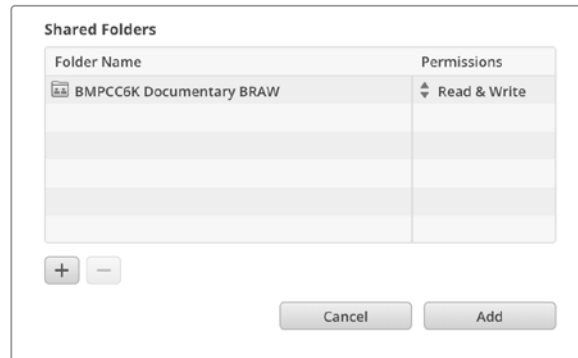 Shared Folders
Folder Name Permissions
BMPCC6K Documentary BRAW Read & Write
Cancel Add